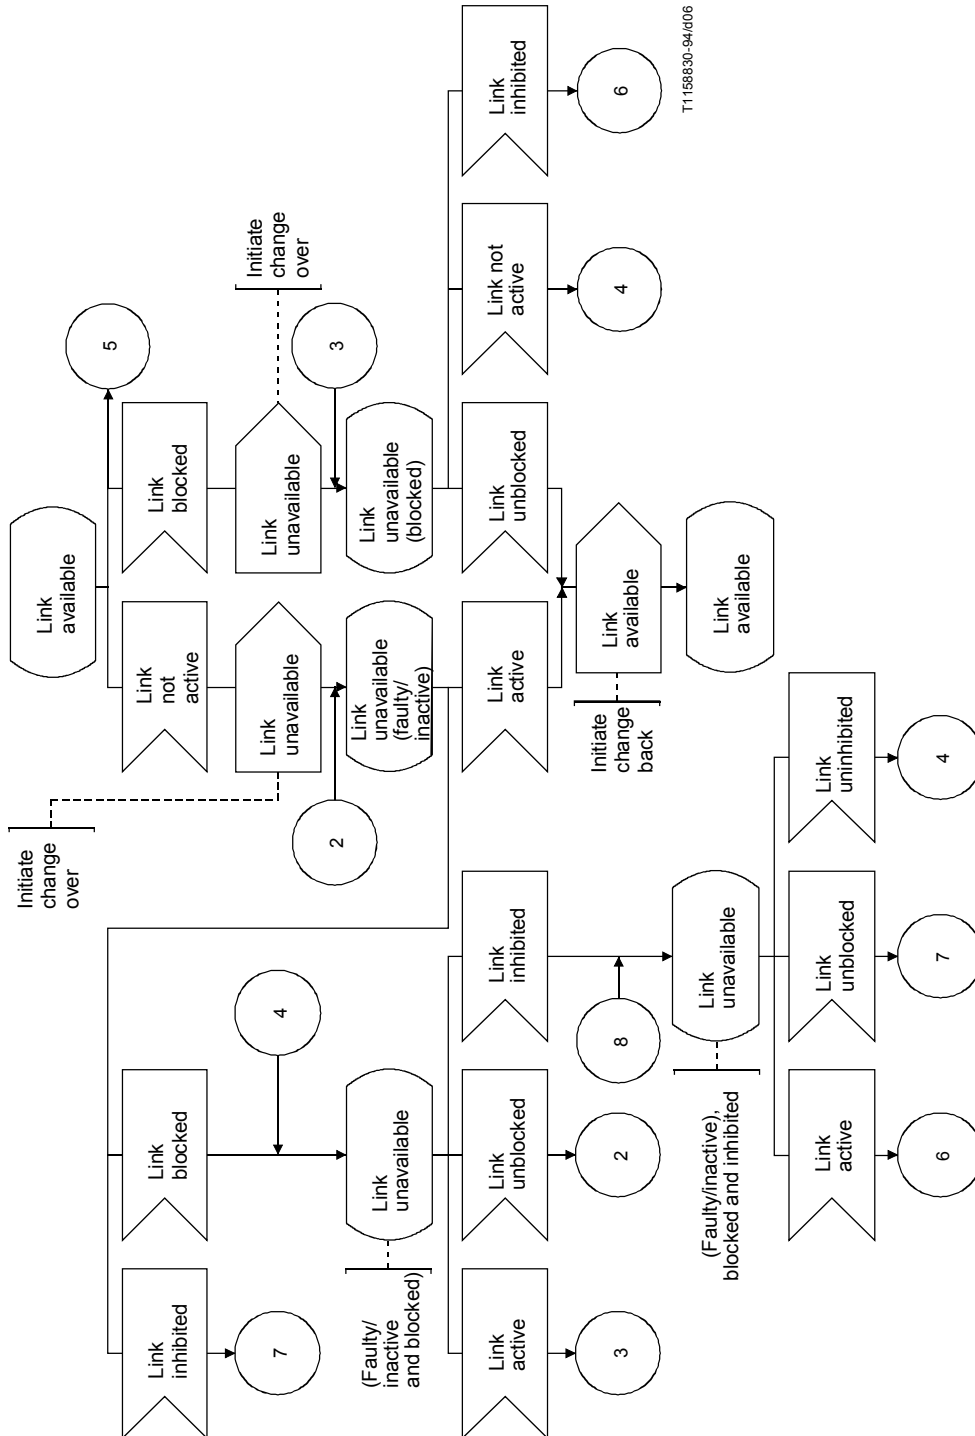 Link
available
5
Link
not
active
Link
blocked
Initiate
change
over
Link
unavailable
Link
unavailable
Initiate
change
over
2
3
Link
unavailable
(faulty/
inactive)
Link
unavailable
(blocked)
Link
inhibited
Link
blocked
7
4
Link
active
Link
unblocked
Link not
active
Link
inhibited
4
6
Initiate
change
back
Link
available
Link
available
Link
unavailable
(Faulty/
inactive
and blocked)
Link
active
Link
unblocked
Link
inhibited
3
2
8
Link
unavailable
(Faulty/inactive),
blocked and inhibited
Link
active
Link
unblocked
Link
uninhibited
6
7
4
T1158830-94/d06